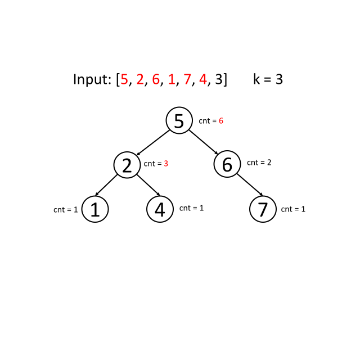 Input: [5, 2, 6, 1, 7, 4, 3] k = 3
5 cnt = 6
2 cnt = 3 6 cnt = 2
cnt = 1 1 4 cnt = 1 7 cnt = 1